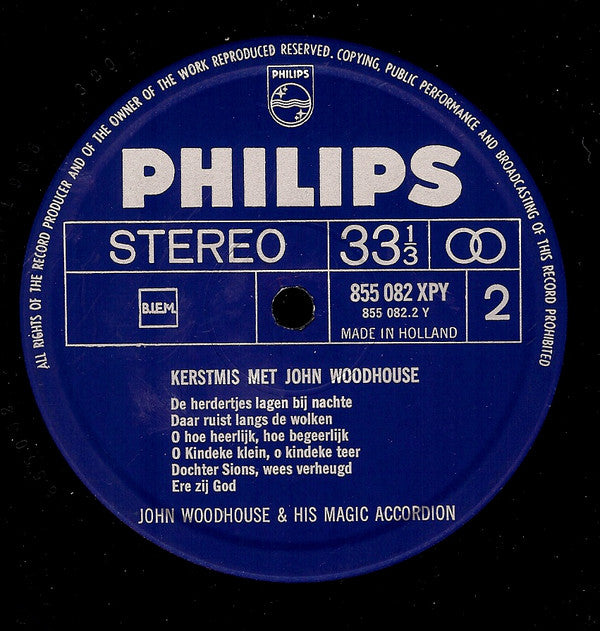 ALL RIGHTS OF THE RECORD PRODUCER AND OF THE OWNER OF THE WORK REPRODUCED RESERVED. COPYING, PUBLIC PERFORMANCE AND BROADCASTING OF THIS RECORD PROHIBITED
PHILIPS
PHILIPS
STEREO
33⅓
B.I.E.M.
855 082 XPY
855 082.2 Y
MADE IN HOLLAND
2
KERSTMIS MET JOHN WOODHOUSE
De herdertjes lagen bij nachte
Daar ruist langs de wolken
O hoe heerlijk, hoe begeerlijk
O Kindeke klein, o kindeke teer
Dochter Sions, wees verheugd
Ere zij God
JOHN WOODHOUSE & HIS MAGIC ACCORDION